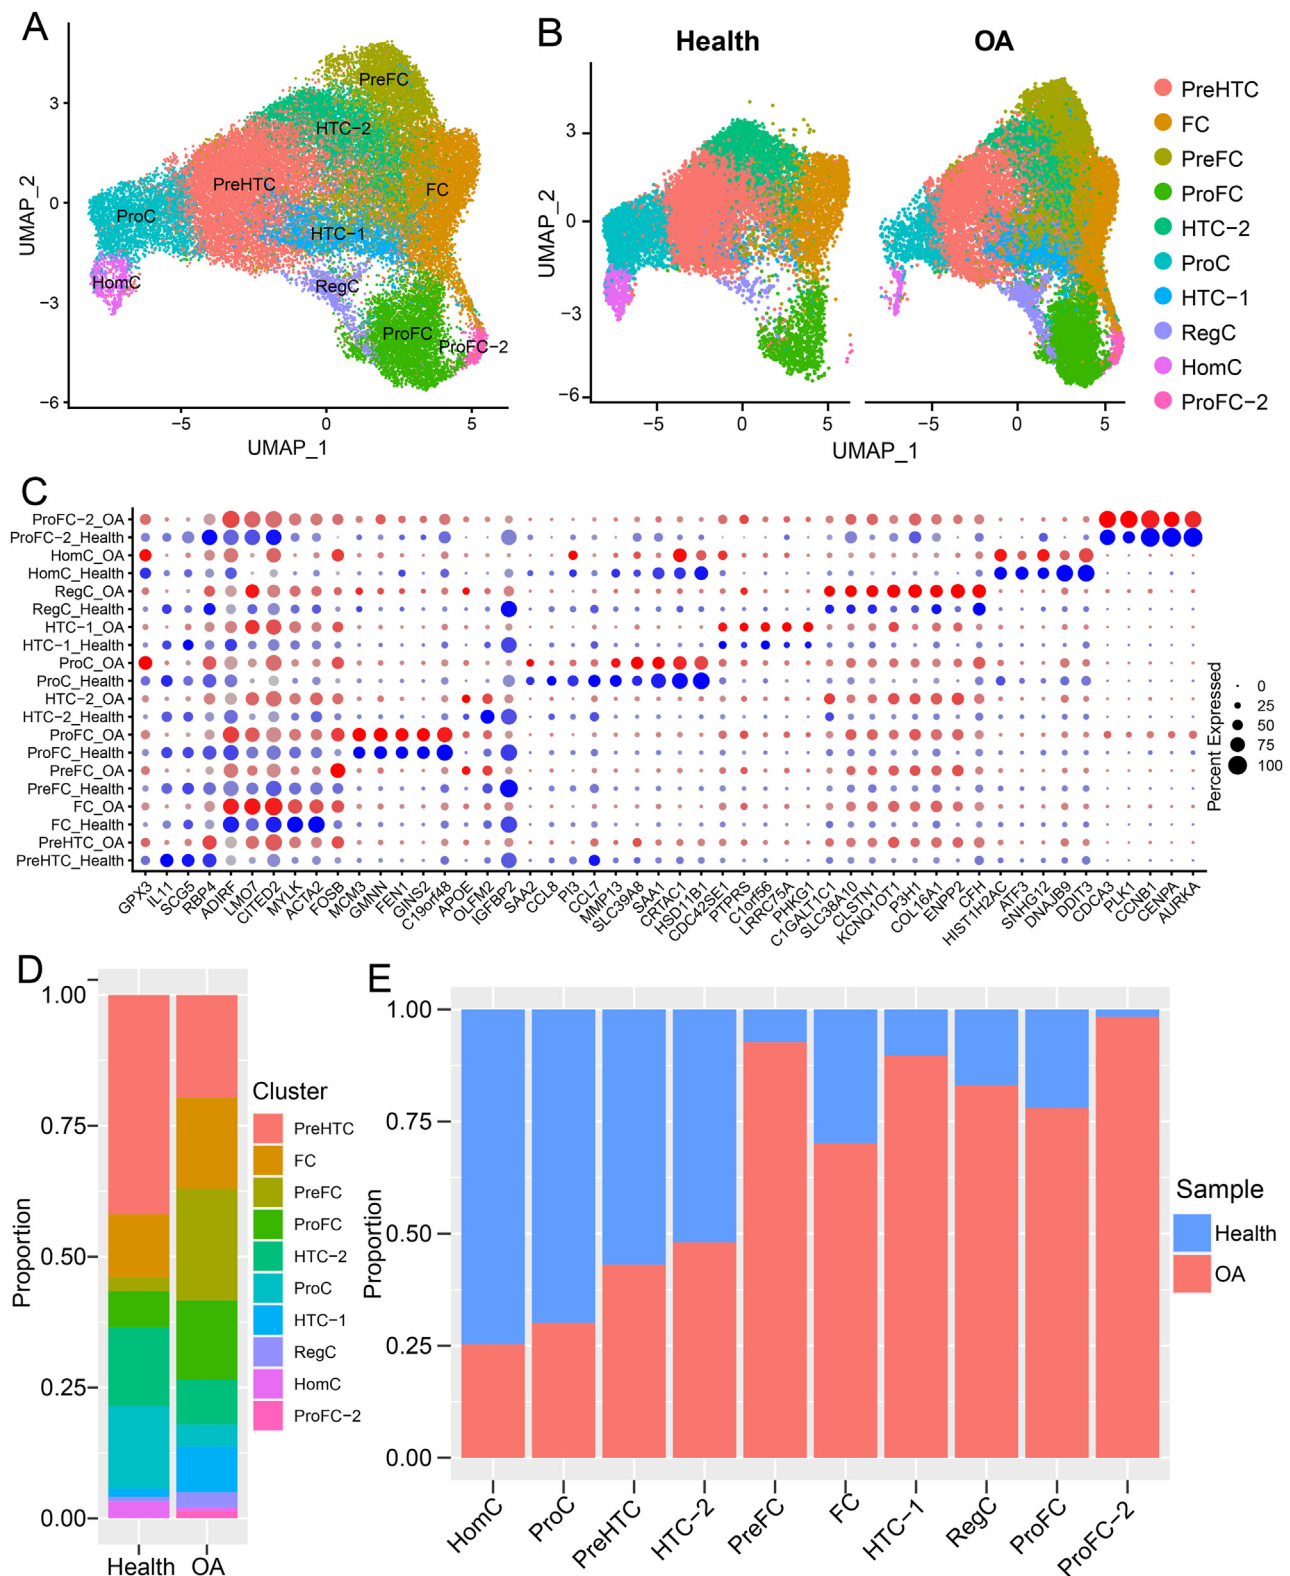 A
B
Health
OA
PreFC
HTC−2
PreHTC
FC
ProC
HTC−1
HomC
RegC
ProFC
ProFC−2
3
0
−3
−6
UMAP_2
−5
0
5
UMAP_1
3
0
−3
−6
UMAP_2
−5
0
5
−5
0
5
UMAP_1
PreHTC
FC
PreFC
ProFC
HTC−2
ProC
HTC−1
RegC
HomC
ProFC−2
C
ProFC−2_OA
ProFC−2_Health
HomC_OA
HomC_Health
RegC_OA
RegC_Health
HTC−1_OA
HTC−1_Health
ProC_OA
ProC_Health
HTC−2_OA
HTC−2_Health
ProFC_OA
ProFC_Health
PreFC_OA
PreFC_Health
FC_OA
FC_Health
PreHTC_OA
PreHTC_Health
GPX3
IL11
SCG5
RBP4
ADIRF
LMO7
CITED2
MYLK
ACTA2
FOSB
MCM3
GMNN
FEN1
GINS2
C19orf48
APOE
OLFM2
IGFBP2
SAA2
CCL8
PI3
CCL7
MMP13
SLC39A8
SAA1
CRTAC1
HSD11B1
CDC42SE1
PTPRS
C1orf56
LRRC75A
PHKG1
C1GALT1C1
SLC38A10
CLSTN1
KCNQ1OT1
P3H1
COL16A1
ENPP2
CFH
HIST1H2AC
ATF3
SNHG12
DNAJB9
DDIT3
CDCA3
PLK1
CCNB1
CENPA
AURKA
Percent Expressed
0
25
50
75
100
D
1.00
0.75
0.50
0.25
0.00
Proportion
Health
OA
Cluster
PreHTC
FC
PreFC
ProFC
HTC−2
ProC
HTC−1
RegC
HomC
ProFC−2
E
1.00
0.75
0.50
0.25
0.00
Proportion
HomC
ProC
PreHTC
HTC−2
PreFC
FC
HTC−1
RegC
ProFC
ProFC−2
Sample
Health
OA